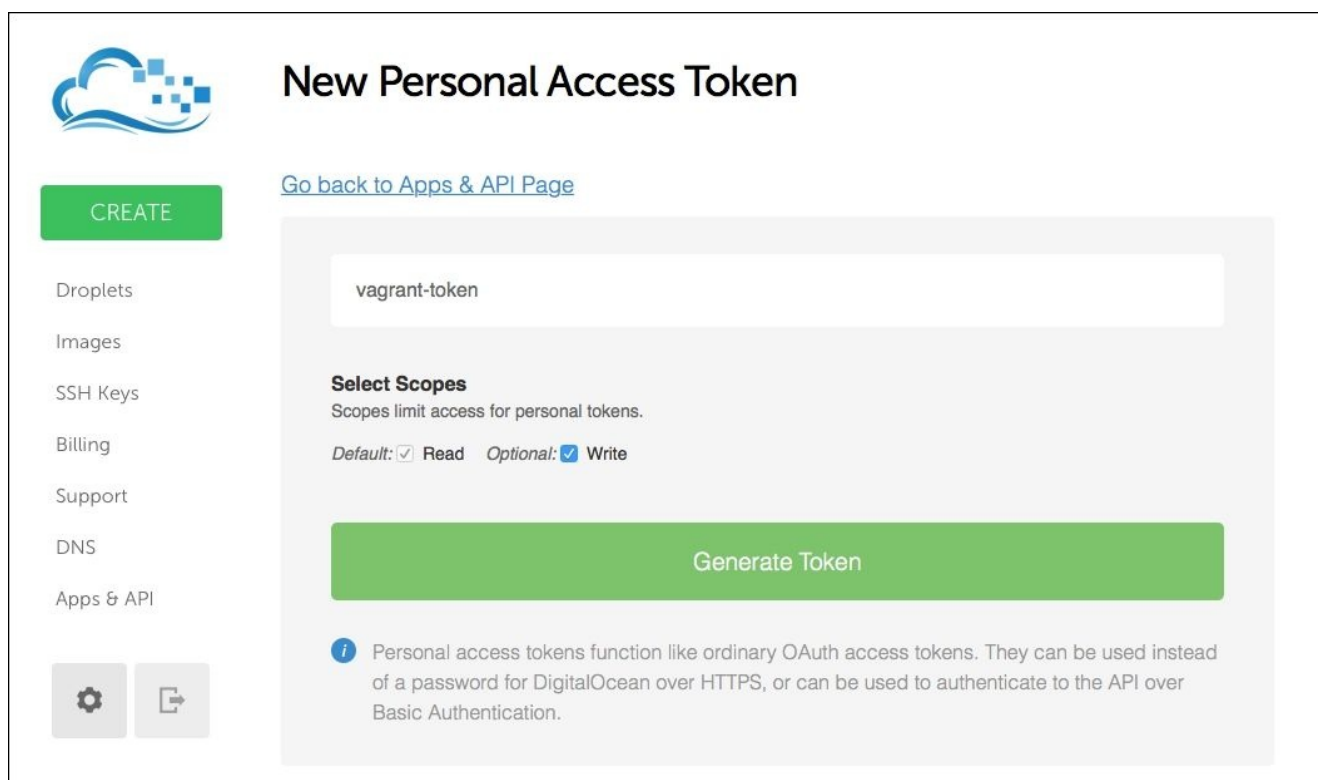 New Personal Access Token
Go back to Apps & API Page
CREATE
Droplets
Images
SSH Keys
Billing
Support
DNS
Apps & API
vagrant-token
Select Scopes
Scopes limit access for personal tokens.
Default: Read Optional: Write
Generate Token
Personal access tokens function like ordinary OAuth access tokens. They can be used instead
of a password for DigitalOcean over HTTPS, or can be used to authenticate to the API over
Basic Authentication.